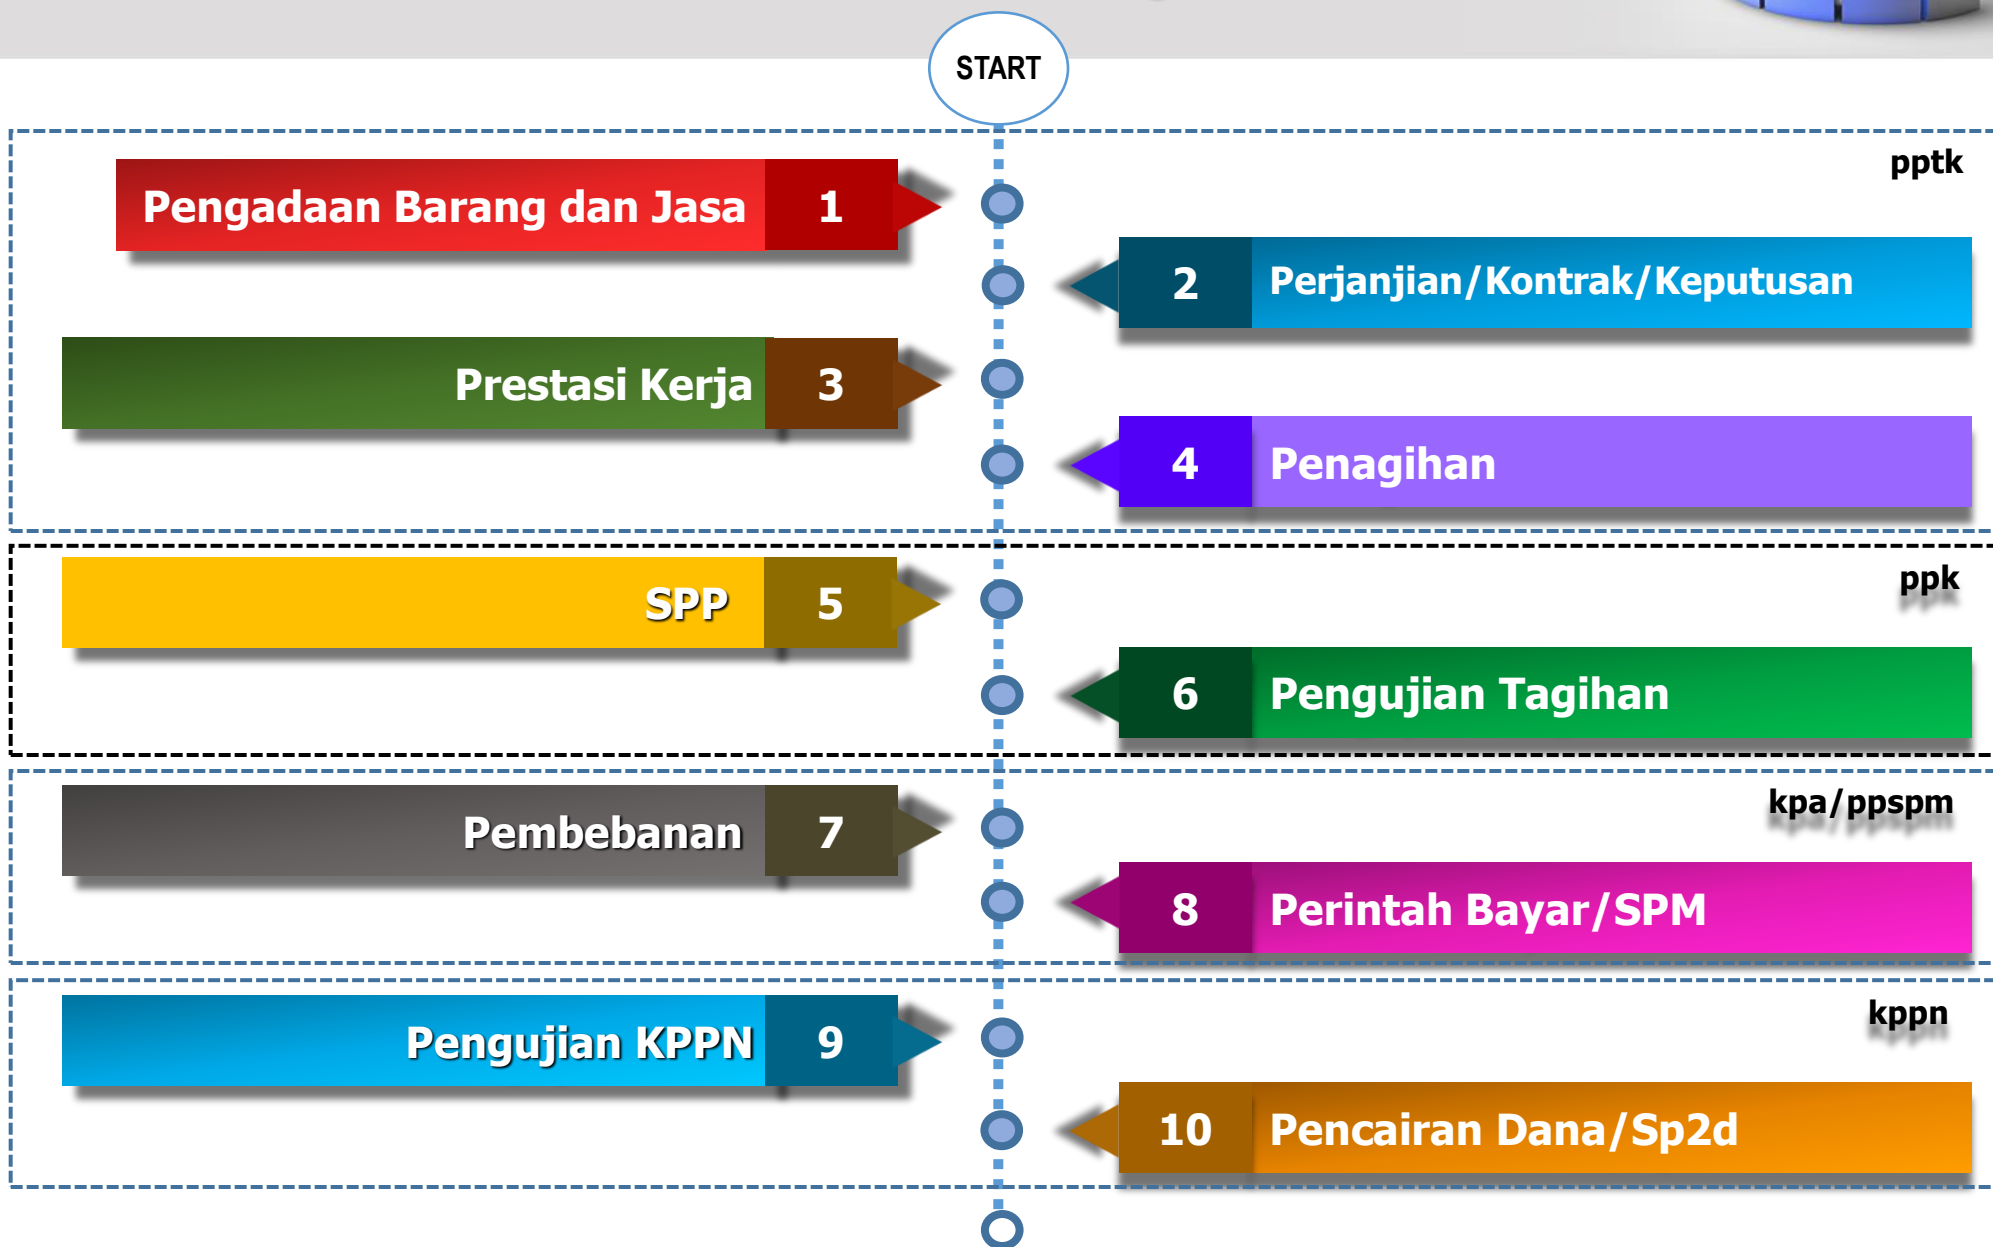 START
pptk
Pengadaan Barang dan Jasa 1
2 Perjanjian/Kontrak/Keputusan
Prestasi Kerja 3
4 Penagihan
ppk
SPP 5
6 Pengujian Tagihan
kpa/ppspm
Pembebanan 7
8 Perintah Bayar/SPM
kppn
Pengujian KPPN 9
10 Pencairan Dana/Sp2d